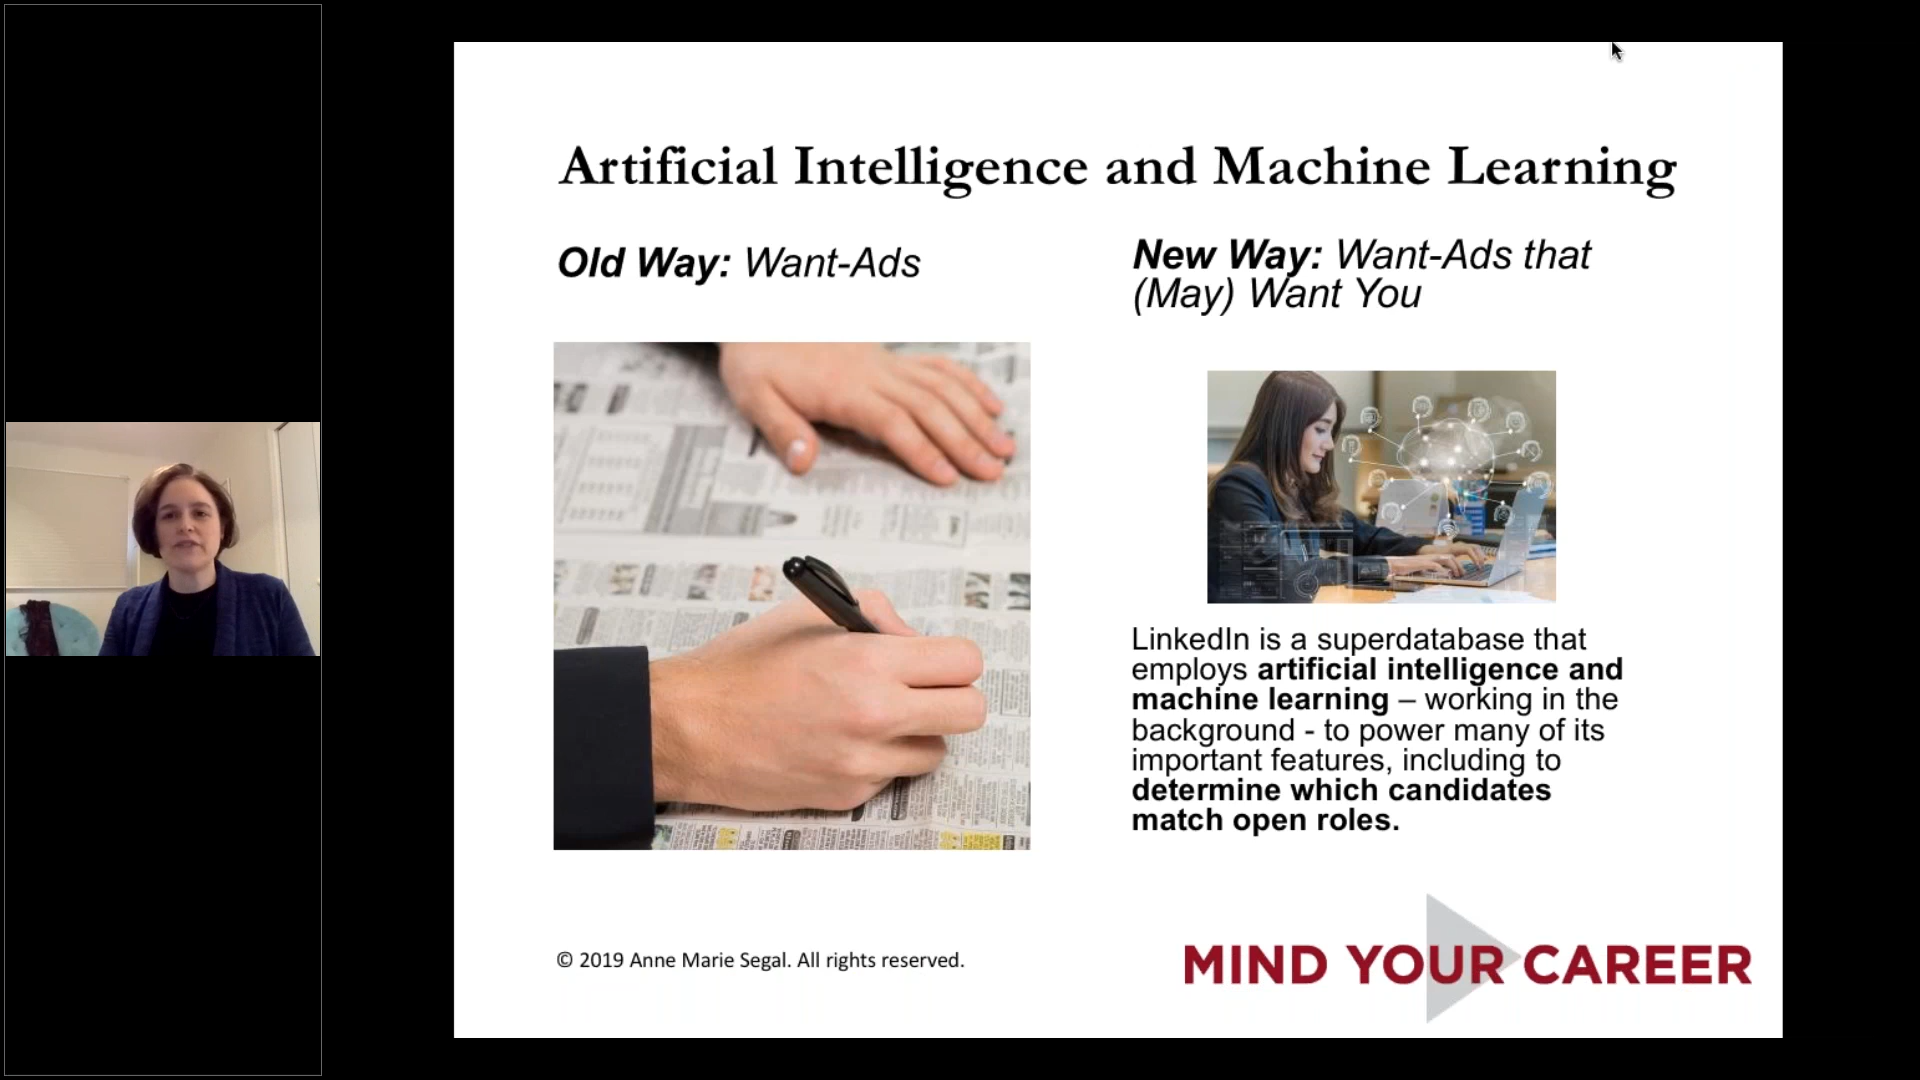 Artificial Intelligence and Machine Learning
Old Way: Want-Ads
New Way: Want-Ads that
(May) Want You
LinkedIn is a superdatabase that
employs artificial intelligence and
machine learning – working in the
background - to power many of its
important features, including to
determine which candidates
match open roles.
© 2019 Anne Marie Segal. All rights reserved.
MIND YOUR CAREER